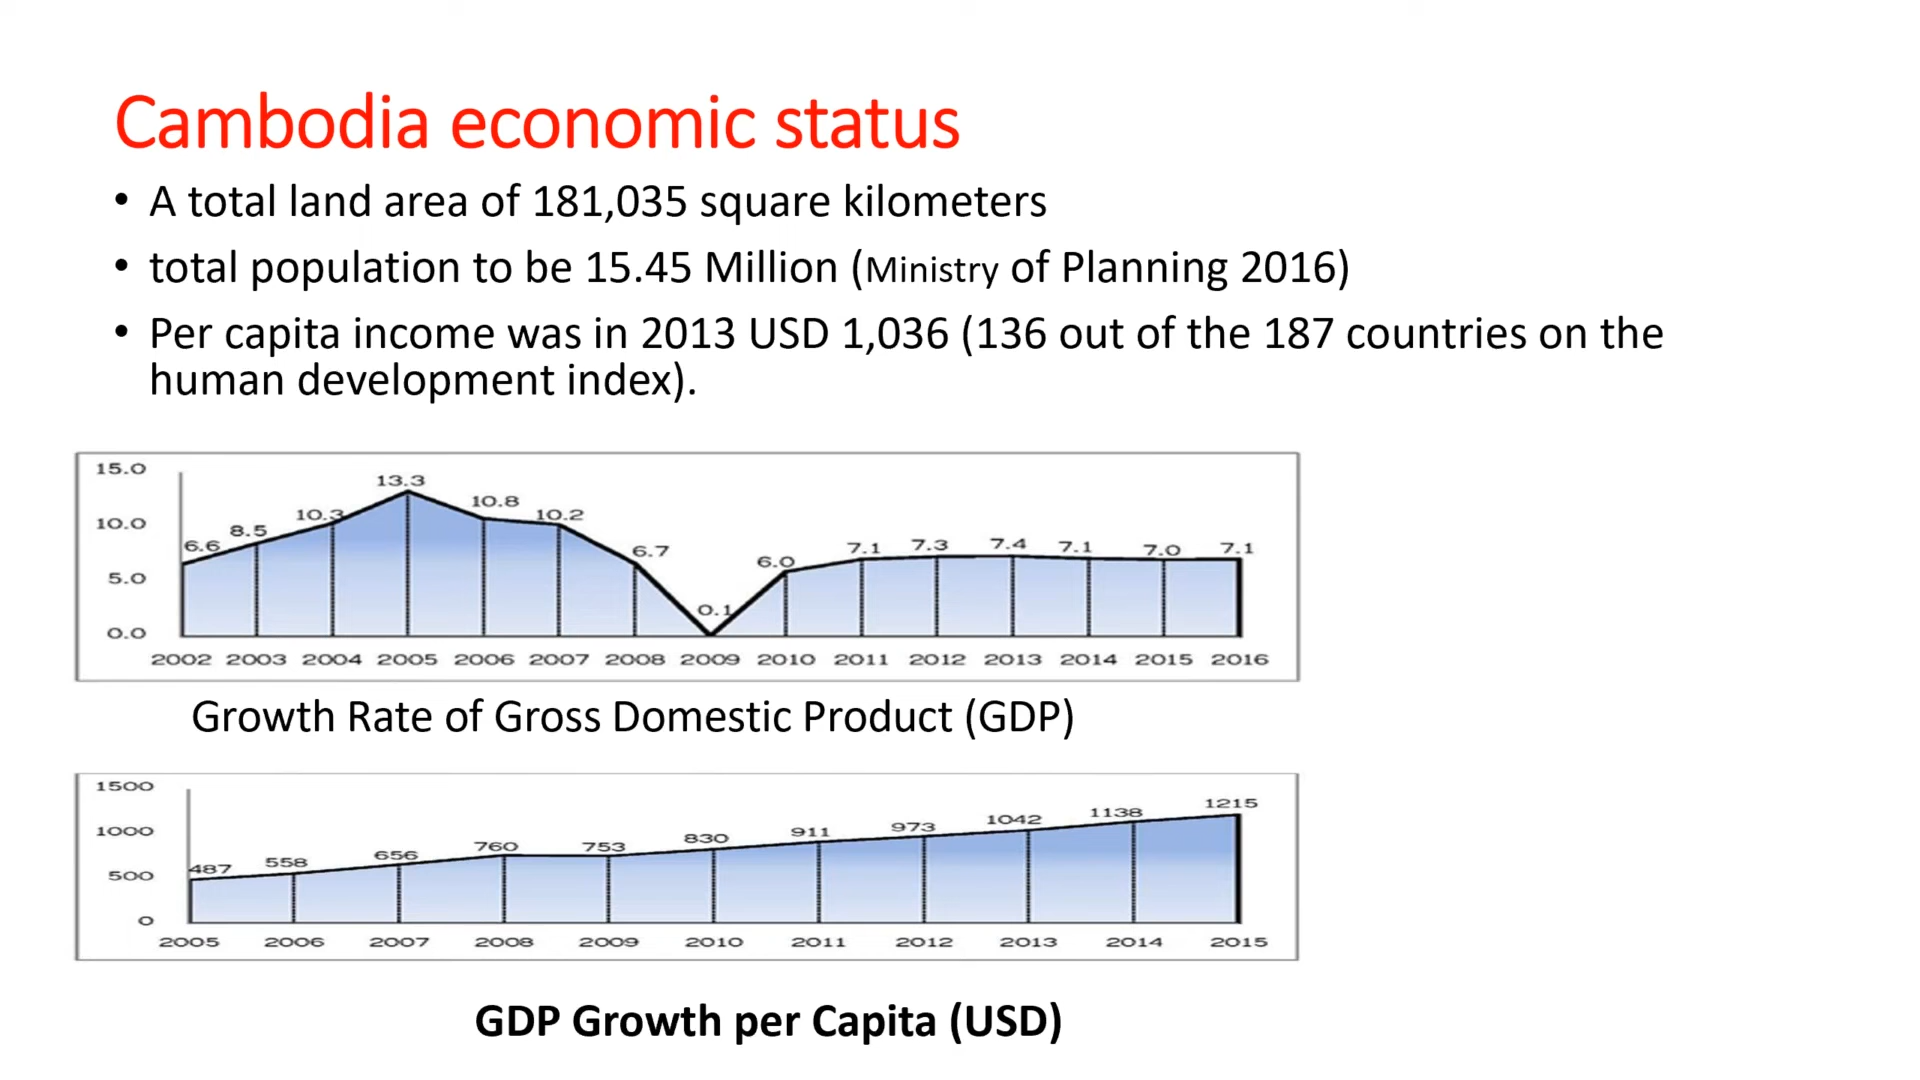 Cambodia economic status
• A total land area of 181,035 square kilometers
• total population to be 15.45 Million (Ministry of Planning 2016)
• Per capita income was in 2013 USD 1,036 (136 out of the 187 countries on the
human development index).
15.0
10.0
5.0
0.0
6.6 8.5 10.3 13.3 10.8 10.2 6.7 0.1 6.0 7.1 7.3 7.4 7.1 7.0 7.1
2002 2003 2004 2005 2006 2007 2008 2009 2010 2011 2012 2013 2014 2015 2016
Growth Rate of Gross Domestic Product (GDP)
1500
1000
500
0
487 558 656 760 753 830 911 973 1042 1138 1215
2005 2006 2007 2008 2009 2010 2011 2012 2013 2014 2015
GDP Growth per Capita (USD)